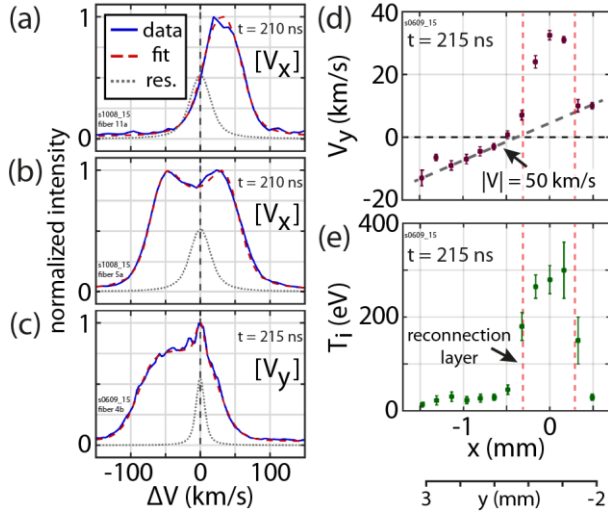 (a)
data
fit
res.
t = 210 ns
[Vx]
s1008_15
fiber 11a
1
0
(b)
t = 210 ns
[Vx]
s1008_15
fiber 5a
1
0
(c)
t = 215 ns
[Vy]
s0609_15
fiber 4b
1
0
normalized intensity
-100 0 100
ΔV (km/s)
(d)
s0609_15
t = 215 ns
|V| = 50 km/s
Vy (km/s)
40
20
0
-20
(e)
s0609_15
t = 215 ns
reconnection
layer
Ti (eV)
400
200
0
-1 0
x (mm)
3 y (mm) -2